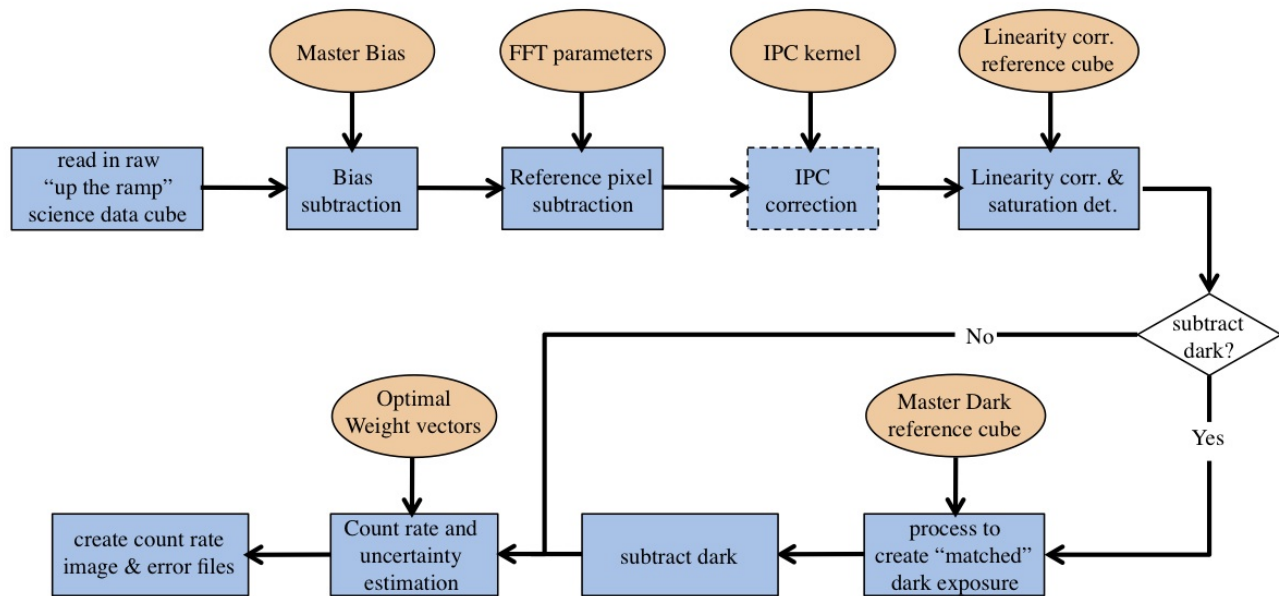 Master Bias
FFT parameters
IPC kernel
Linearity corr.
reference cube
read in raw
“up the ramp”
science data cube
Bias
subtraction
Reference pixel
subtraction
IPC
correction
Linearity corr. &
saturation det.
subtract
dark?
No
Yes
Optimal
Weight vectors
Master Dark
reference cube
create count rate
image & error files
Count rate and
uncertainty
estimation
subtract dark
process to
create “matched”
dark exposure